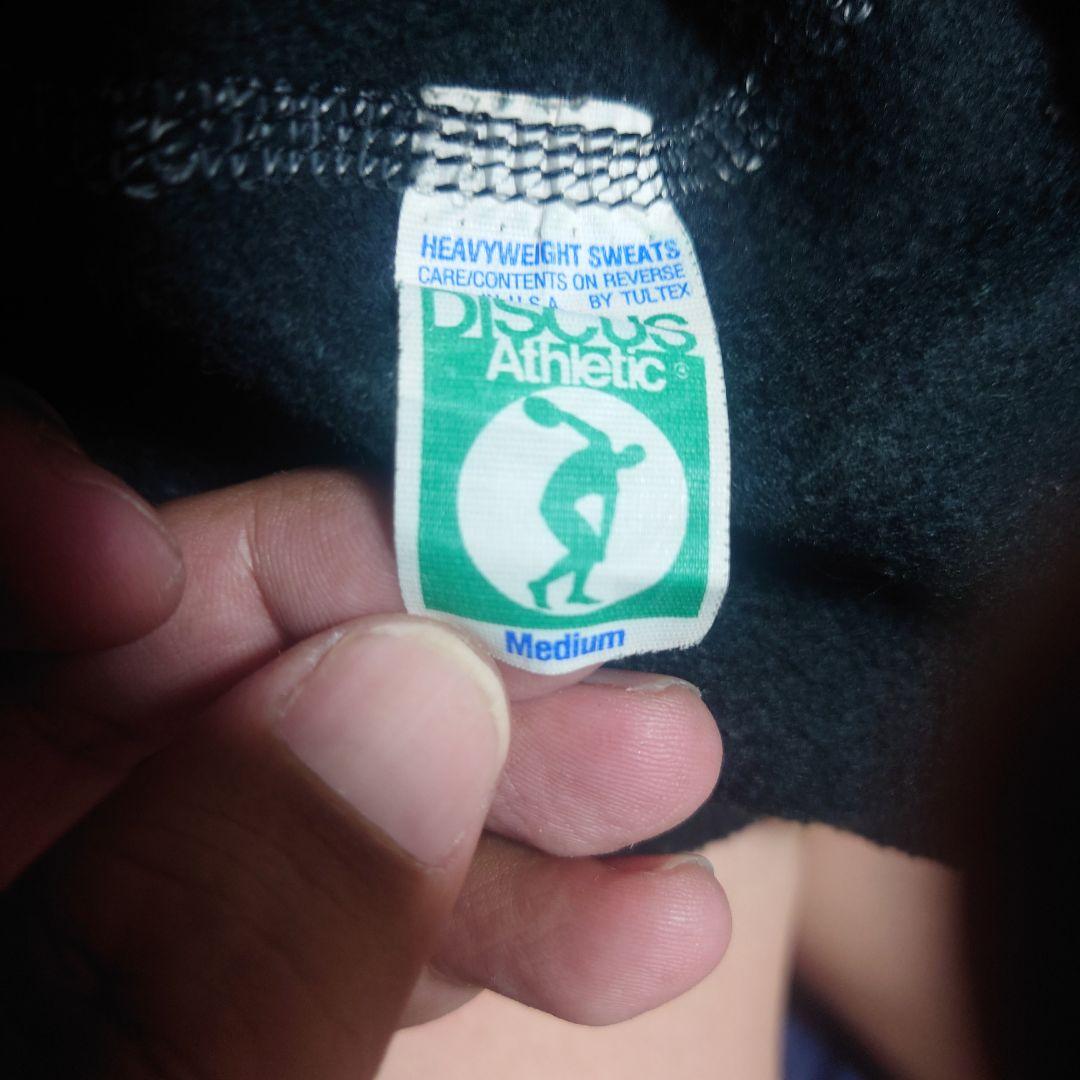 HEAVYWEIGHT SWEATS
CARE/CONTENTS ON REVERSE
U.S.A. BY TULTEX
DISCUS
Athletic ®
Medium